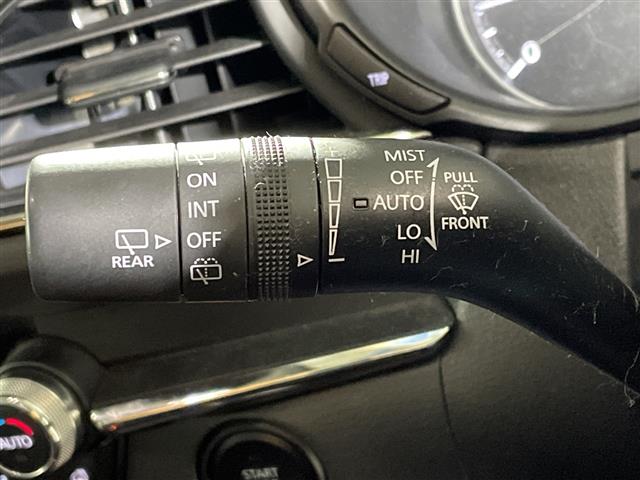 TRIP
REAR
ON
INT
OFF
MIST
OFF
AUTO
LO
HI
PULL
FRONT
AUTO
START